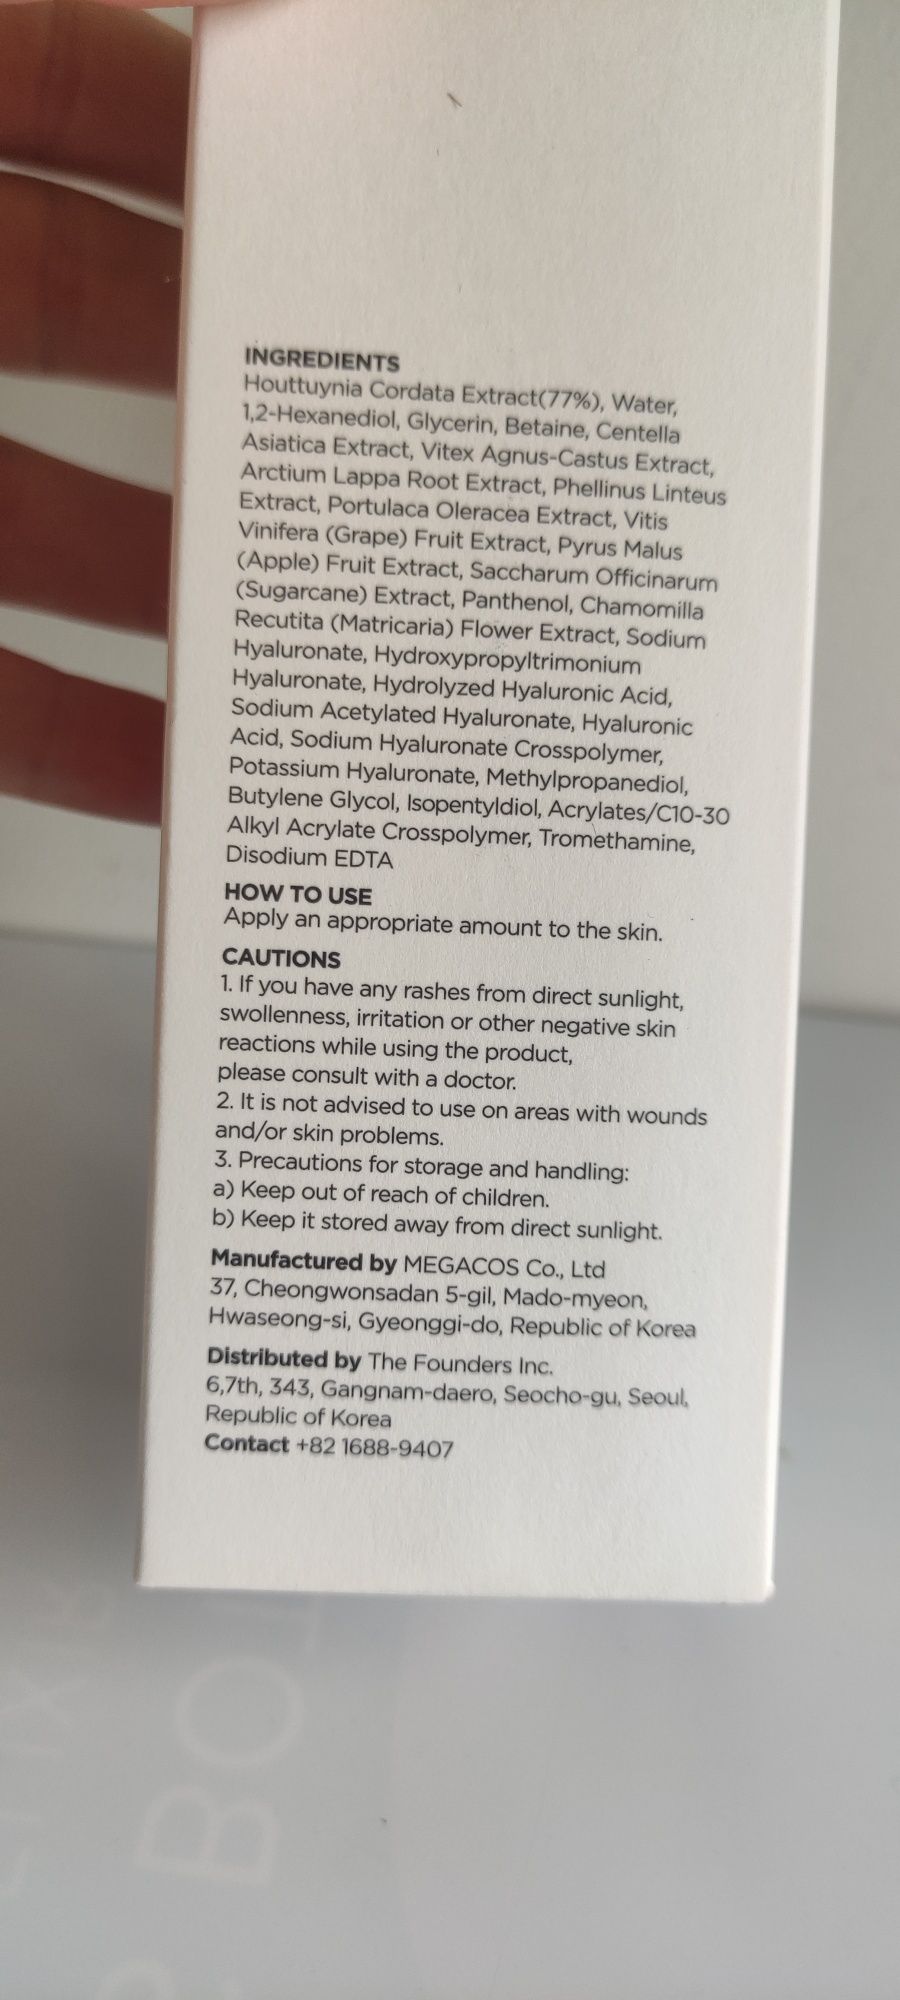 INGREDIENTS
Houttuynia Cordata Extract(77%), Water,
1,2-Hexanediol, Glycerin, Betaine, Centella
Asiatica Extract, Vitex Agnus-Castus Extract,
Arctium Lappa Root Extract, Phellinus Linteus
Extract, Portulaca Oleracea Extract, Vitis
Vinifera (Grape) Fruit Extract, Pyrus Malus
(Apple) Fruit Extract, Saccharum Officinarum
(Sugarcane) Extract, Panthenol, Chamomilla
Recutita (Matricaria) Flower Extract, Sodium
Hyaluronate, Hydroxypropyltrimonium
Hyaluronate, Hydrolyzed Hyaluronic Acid,
Sodium Acetylated Hyaluronate, Hyaluronic
Acid, Sodium Hyaluronate Crosspolymer,
Potassium Hyaluronate, Methylpropanediol,
Butylene Glycol, Isopentyldiol, Acrylates/C10-30
Alkyl Acrylate Crosspolymer, Tromethamine,
Disodium EDTA
HOW TO USE
Apply an appropriate amount to the skin.
CAUTIONS
1. If you have any rashes from direct sunlight,
swollenness, irritation or other negative skin
reactions while using the product,
please consult with a doctor.
2. It is not advised to use on areas with wounds
and/or skin problems.
3. Precautions for storage and handling:
a) Keep out of reach of children.
b) Keep it stored away from direct sunlight.
Manufactured by MEGACOS Co., Ltd
37, Cheongwonsadan 5-gil, Mado-myeon,
Hwaseong-si, Gyeonggi-do, Republic of Korea
Distributed by The Founders Inc.
6,7th, 343, Gangnam-daero, Seocho-gu, Seoul,
Republic of Korea
Contact +82 1688-9407